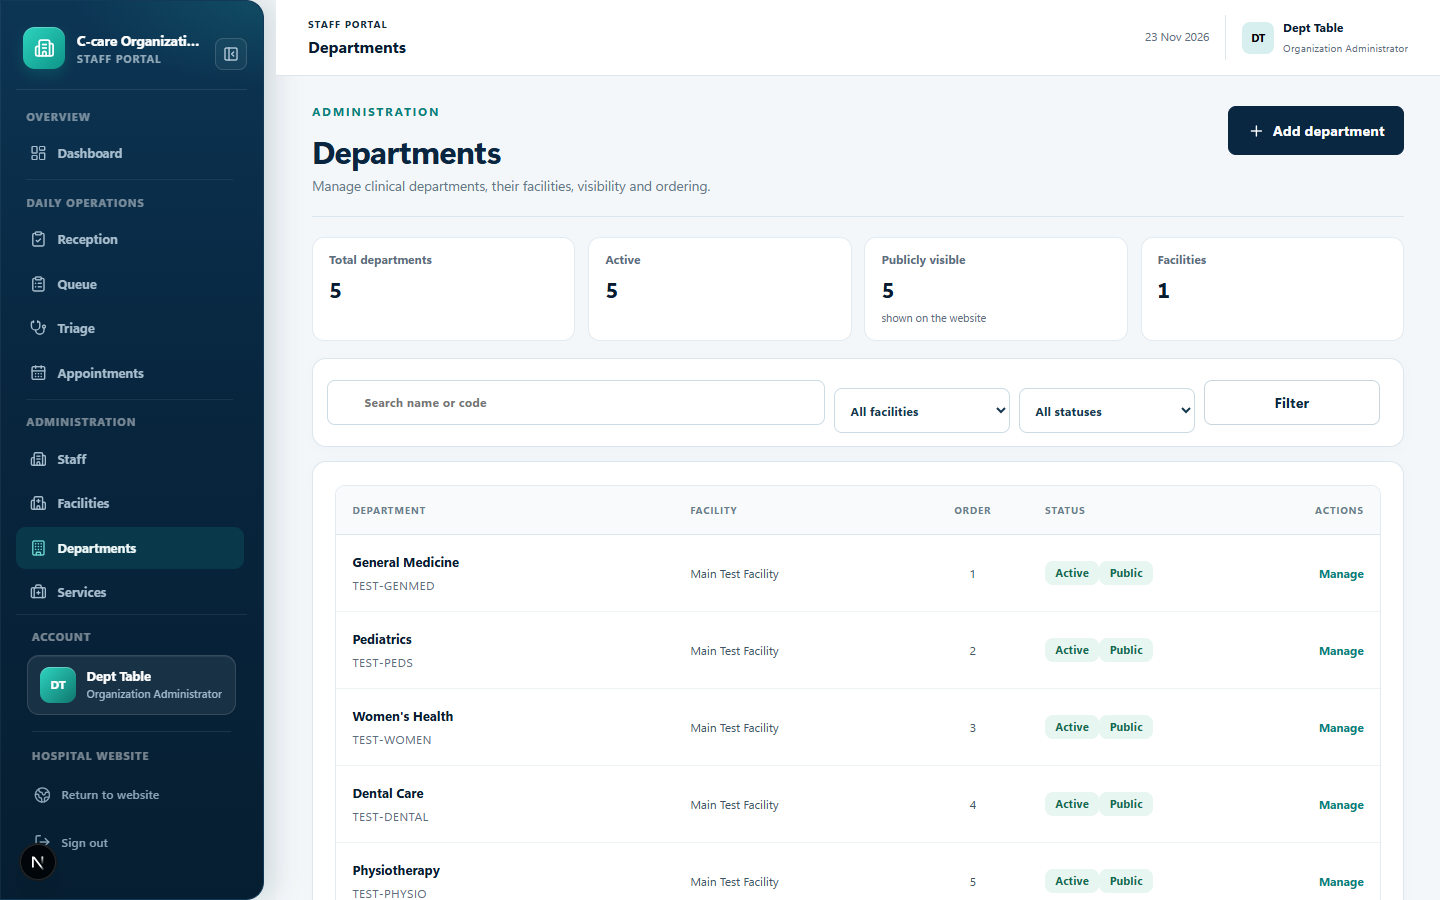 C-care Organizati...
STAFF PORTAL
OVERVIEW
Dashboard
DAILY OPERATIONS
Reception
Queue
Triage
Appointments
ADMINISTRATION
Staff
Facilities
Departments
Services
ACCOUNT
DT
Dept Table
Organization Administrator
HOSPITAL WEBSITE
Return to website
Sign out
N
STAFF PORTAL
Departments
23 Nov 2026
DT
Dept Table
Organization Administrator
ADMINISTRATION
Departments
Manage clinical departments, their facilities, visibility and ordering.
+ Add department
Total departments
5
Active
5
Publicly visible
5
shown on the website
Facilities
1
Search name or code
All facilities
All statuses
Filter
DEPARTMENT FACILITY ORDER STATUS ACTIONS
General Medicine
TEST-GENMED
Main Test Facility 1 Active Public Manage
Pediatrics
TEST-PEDS
Main Test Facility 2 Active Public Manage
Women's Health
TEST-WOMEN
Main Test Facility 3 Active Public Manage
Dental Care
TEST-DENTAL
Main Test Facility 4 Active Public Manage
Physiotherapy
TEST-PHYSIO
Main Test Facility 5 Active Public Manage